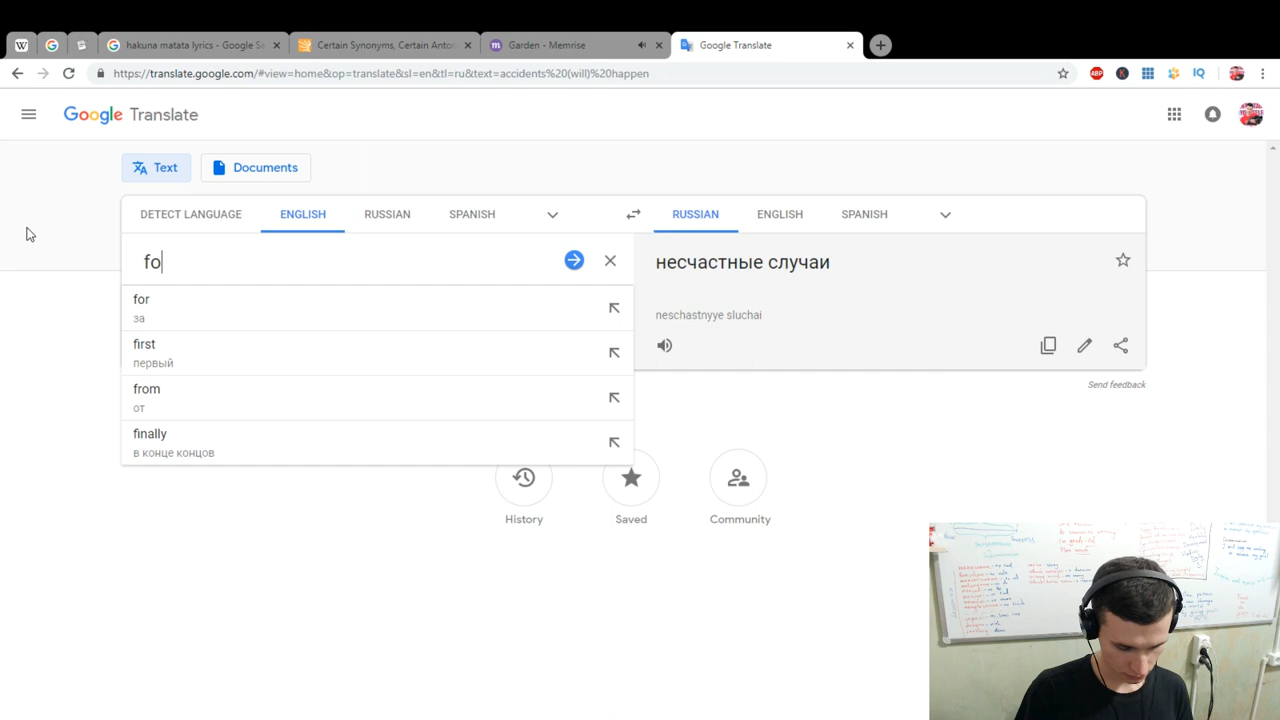 hakuna matata lyrics - Google Se
Certain Synonyms, Certain Anton
Garden - Memrise
Google Translate
https://translate.google.com/#view=home&op=translate&sl=en&tl=ru&text=accidents%20(will)%20happen
Google Translate
Text
Documents
DETECT LANGUAGE
ENGLISH
RUSSIAN
SPANISH
RUSSIAN
ENGLISH
SPANISH
fo
несчастные случаи
for
за
neschastnyye sluchai
first
первый
from
от
Send feedback
finally
в конце концов
History
Saved
Community